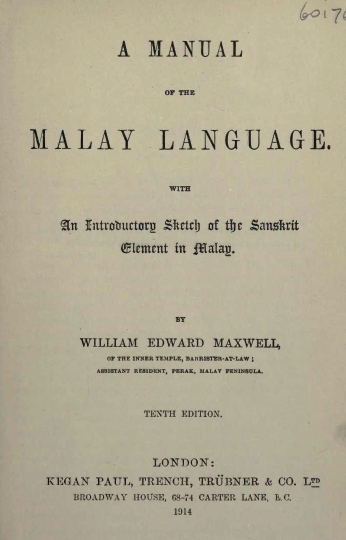 A MANUAL
OF THE
MALAY LANGUAGE.
WITH
An Introductory Sketch of the Sanskrit
Element in Malay.
BY
WILLIAM EDWARD MAXWELL,
OF THE INNER TEMPLE, BARRISTER-AT-LAW;
ASSISTANT RESIDENT, PERAK, MALAY PENINSULA.
TENTH EDITION.
LONDON:
KEGAN PAUL, TRENCH, TRÜBNER & CO. LTD
BROADWAY HOUSE, 68-74 CARTER LANE, E.C.
1914